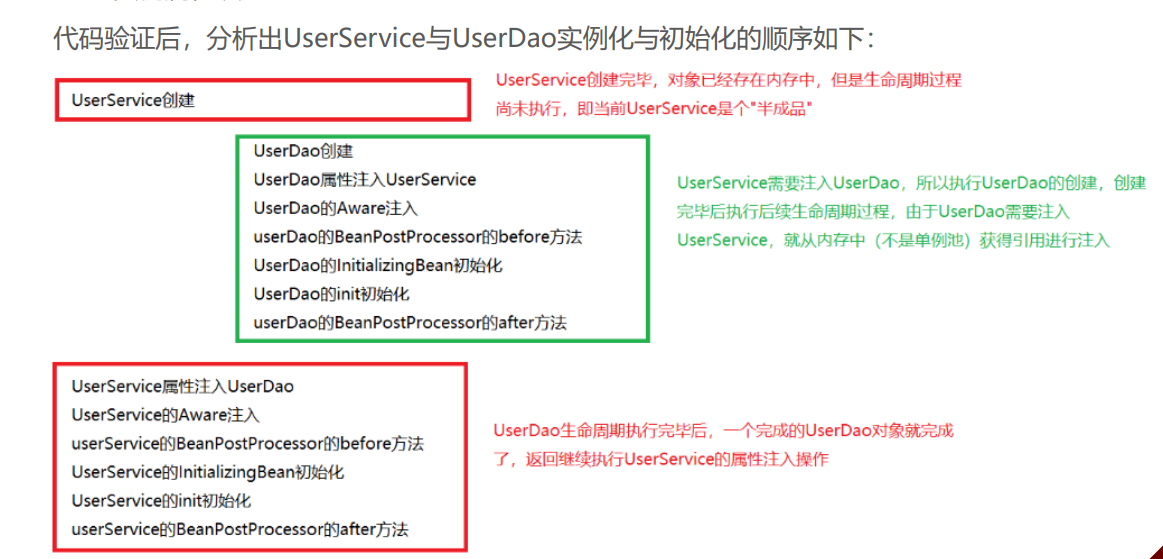 代码验证后，分析出UserService与UserDao实例化与初始化的顺序如下：
UserService创建
UserService创建完毕，对象已经存在内存中，但是生命周期过程
尚未执行，即当前UserService是个"半成品"
UserDao创建
UserDao属性注入UserService
UserDao的Aware注入
userDao的BeanPostProcessor的before方法
UserDao的InitializingBean初始化
UserDao的init初始化
userDao的BeanPostProcessor的after方法
UserService需要注入UserDao，所以执行UserDao的创建，创建
完毕后执行后续生命周期过程，由于UserDao需要注入
UserService，就从内存中（不是单例池）获得引用进行注入
UserService属性注入UserDao
UserService的Aware注入
userService的BeanPostProcessor的before方法
UserService的InitializingBean初始化
UserService的init初始化
userService的BeanPostProcessor的after方法
UserDao生命周期执行完毕后，一个完成的UserDao对象就完成
了，返回继续执行UserService的属性注入操作